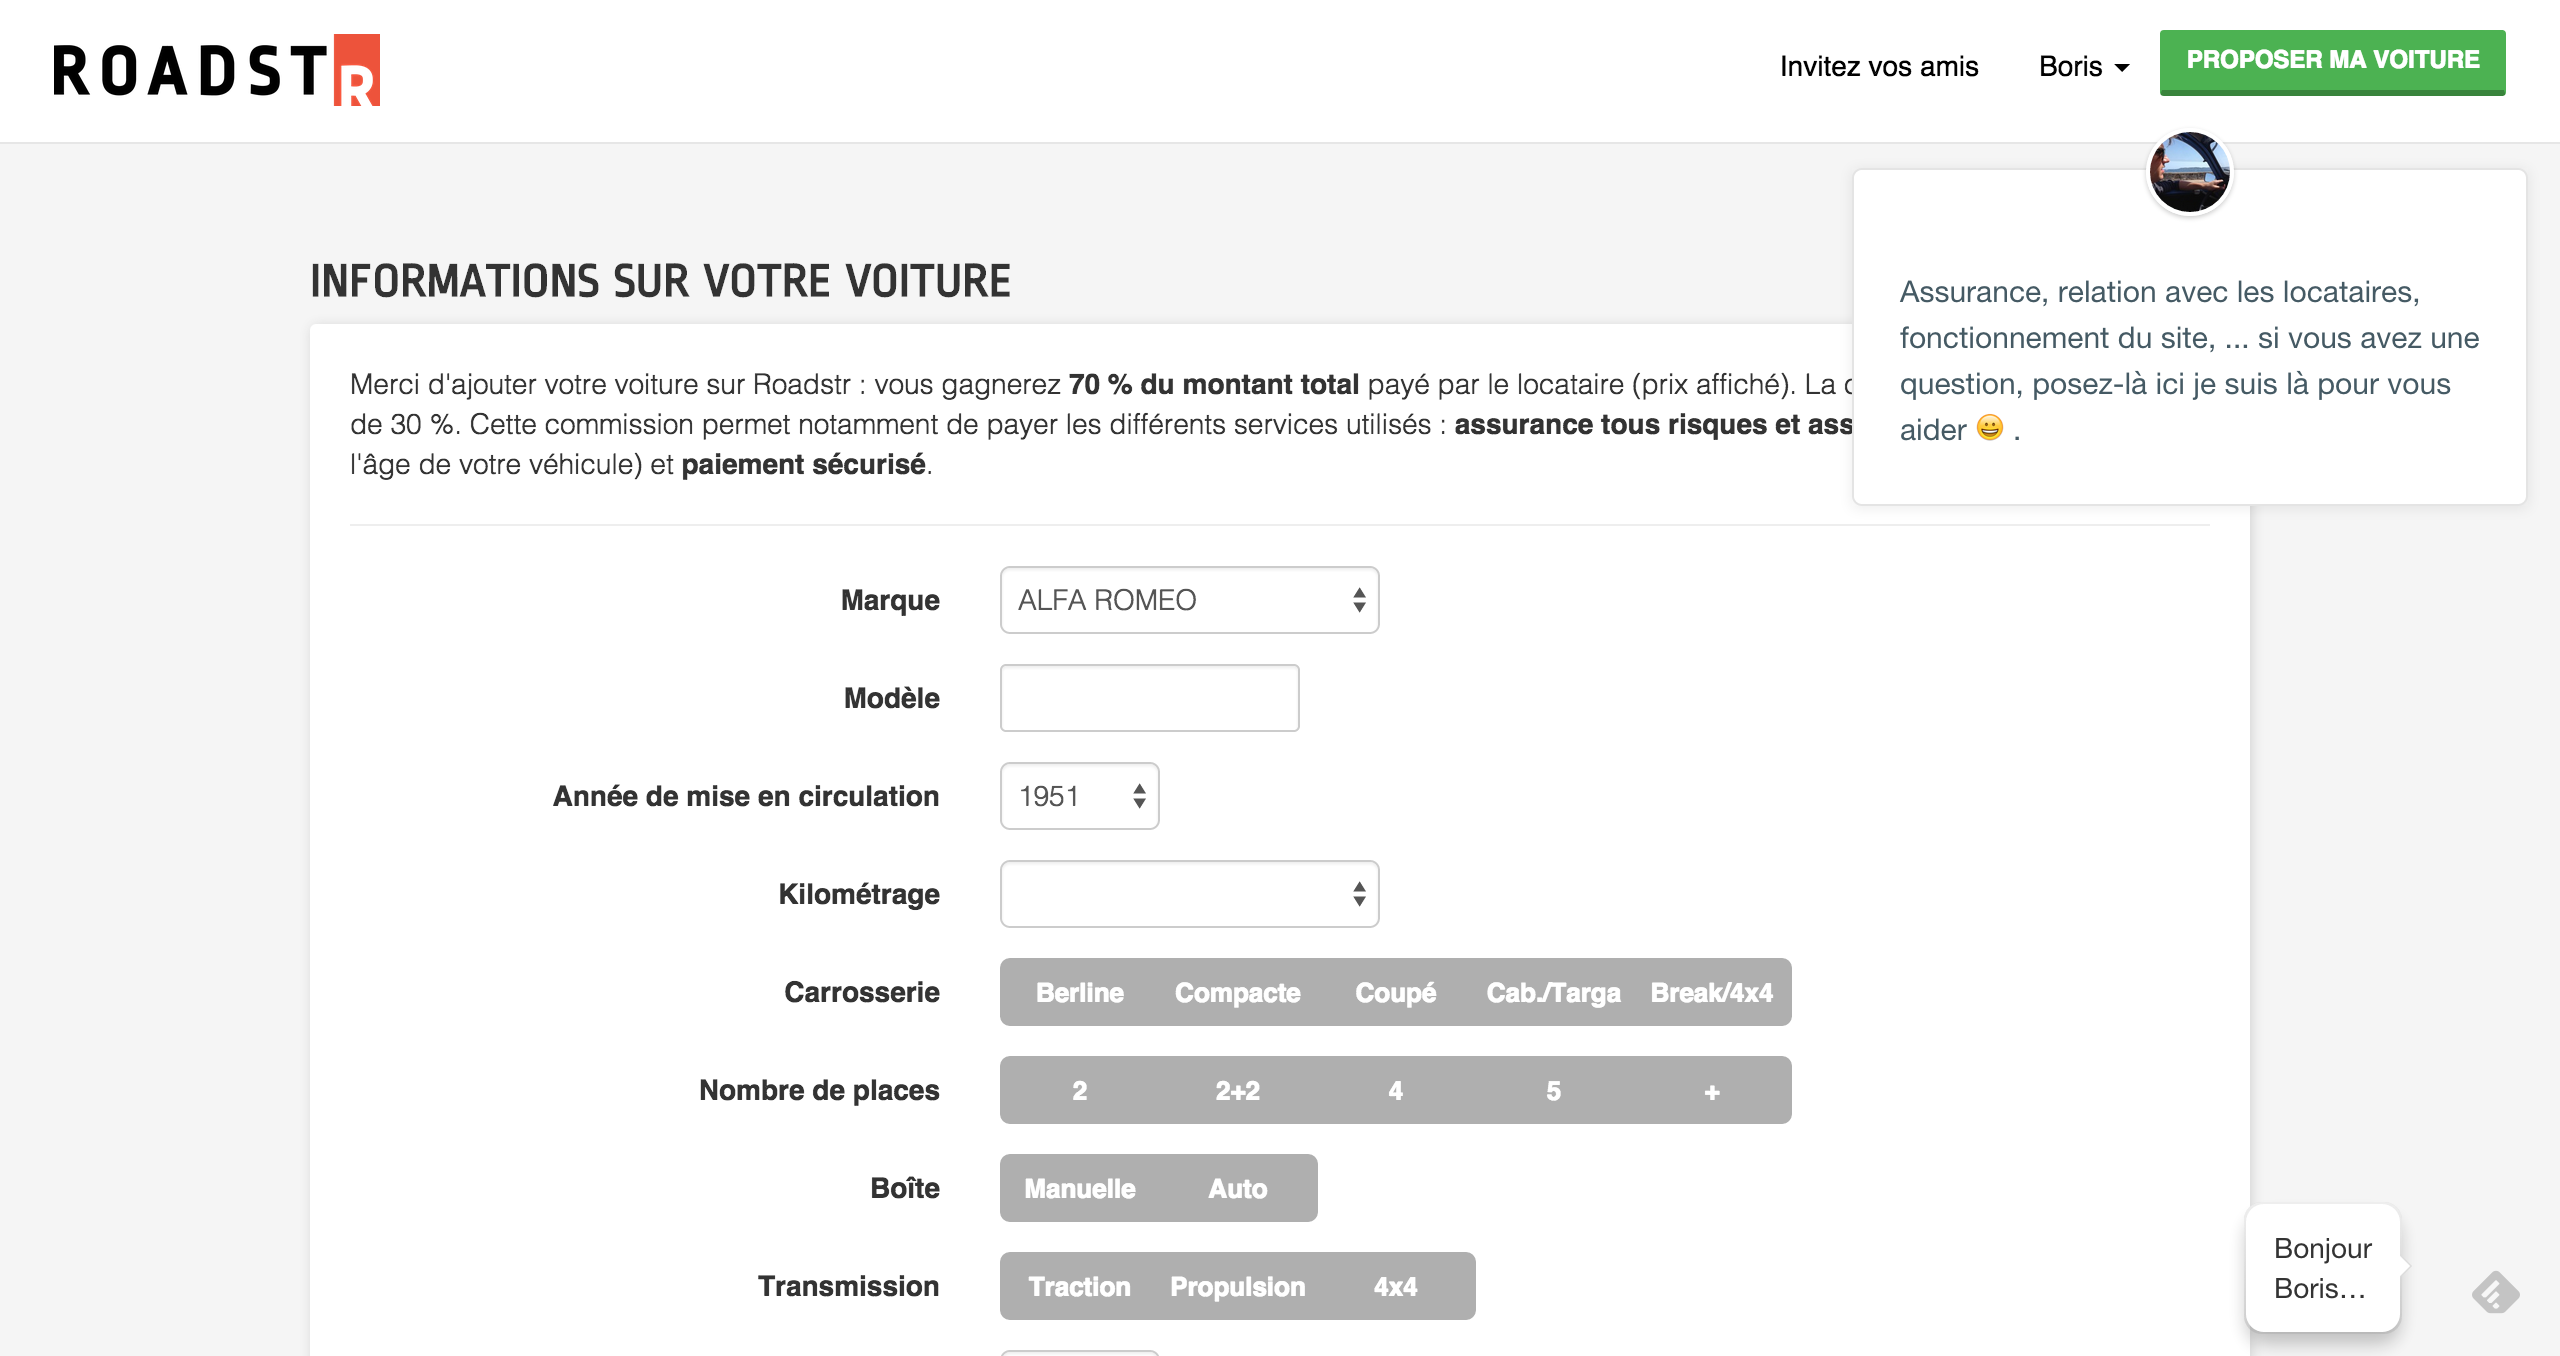 ROADSTR
Invitez vos amis
Boris
PROPOSER MA VOITURE
Assurance, relation avec les locataires,
fonctionnement du site, ... si vous avez une
question, posez-là ici je suis là pour vous
aider 😀 .
INFORMATIONS SUR VOTRE VOITURE
Merci d'ajouter votre voiture sur Roadstr : vous gagnerez 70 % du montant total payé par le locataire (prix affiché). La
de 30 %. Cette commission permet notamment de payer les différents services utilisés : assurance tous risques et ass
l'âge de votre véhicule) et paiement sécurisé.
Marque ALFA ROMEO
Modèle
Année de mise en circulation 1951
Kilométrage
Carrosserie Berline Compacte Coupé Cab./Targa Break/4x4
Nombre de places 2 2+2 4 5 +
Boîte Manuelle Auto
Transmission Traction Propulsion 4x4
Bonjour
Boris...